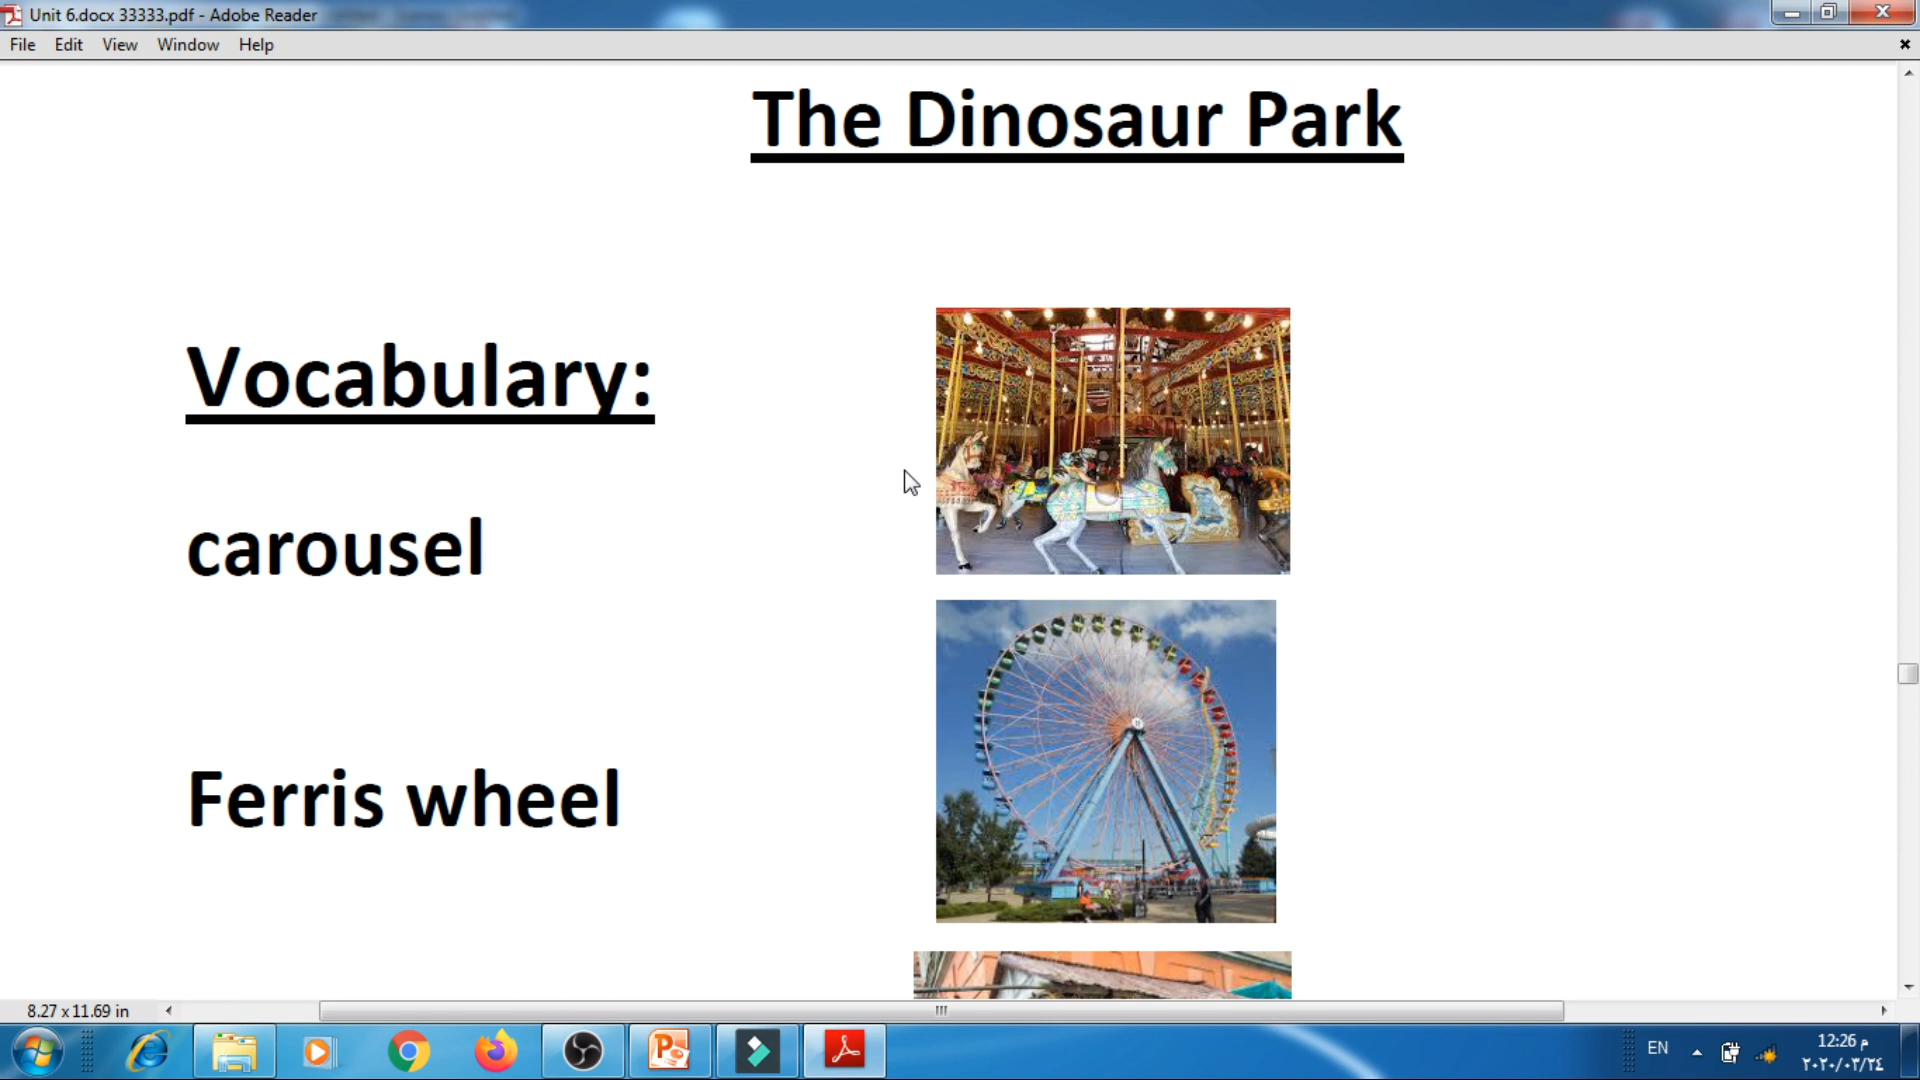 Unit 6.docx 33333.pdf - Adobe Reader
File Edit View Window Help
The Dinosaur Park
Vocabulary:
carousel
Ferris wheel
8.27 x 11.69 in
EN
12:26 م
٢٠٢٠/٠٣/٢٤